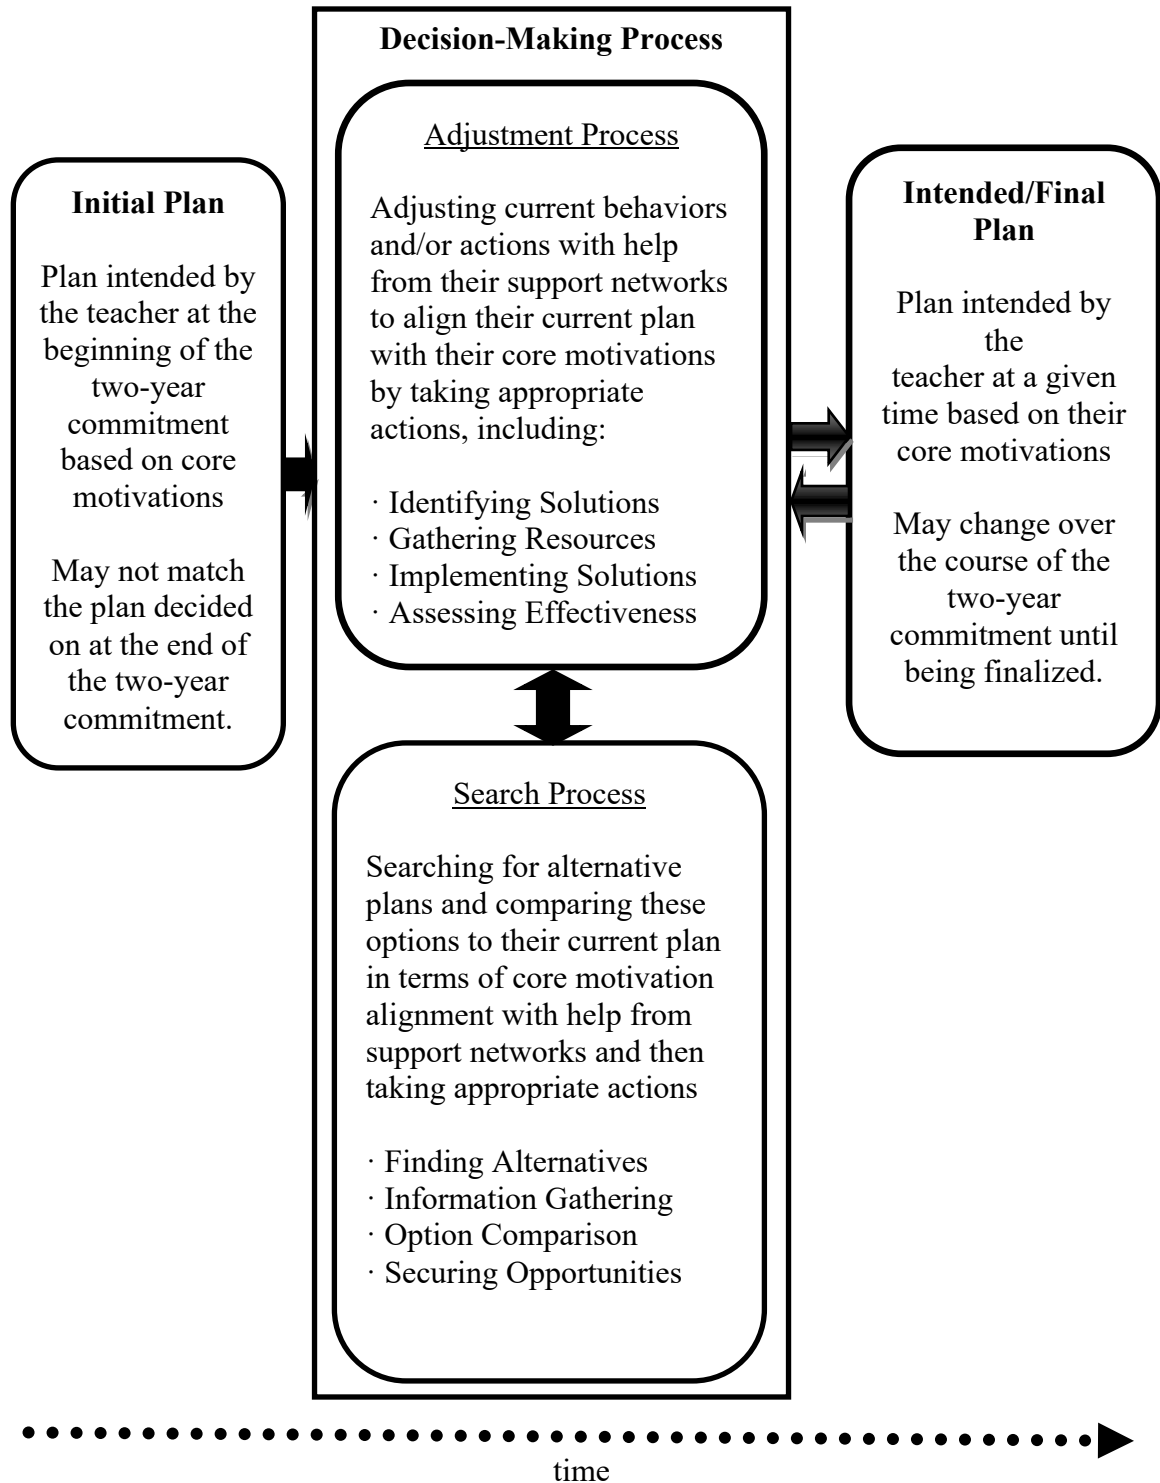 Decision-Making Process
Initial Plan
Plan intended by
the teacher at the
beginning of the
two-year
commitment
based on core
motivations
May not match
the plan decided
on at the end of
the two-year
commitment.
Adjustment Process
Adjusting current behaviors
and/or actions with help
from their support networks
to align their current plan
with their core motivations
by taking appropriate
actions, including:
· Identifying Solutions
· Gathering Resources
· Implementing Solutions
· Assessing Effectiveness
Search Process
Searching for alternative
plans and comparing these
options to their current plan
in terms of core motivation
alignment with help from
support networks and then
taking appropriate actions
· Finding Alternatives
· Information Gathering
· Option Comparison
· Securing Opportunities
Intended/Final
Plan
Plan intended by
the
teacher at a given
time based on their
core motivations
May change over
the course of the
two-year
commitment until
being finalized.
time